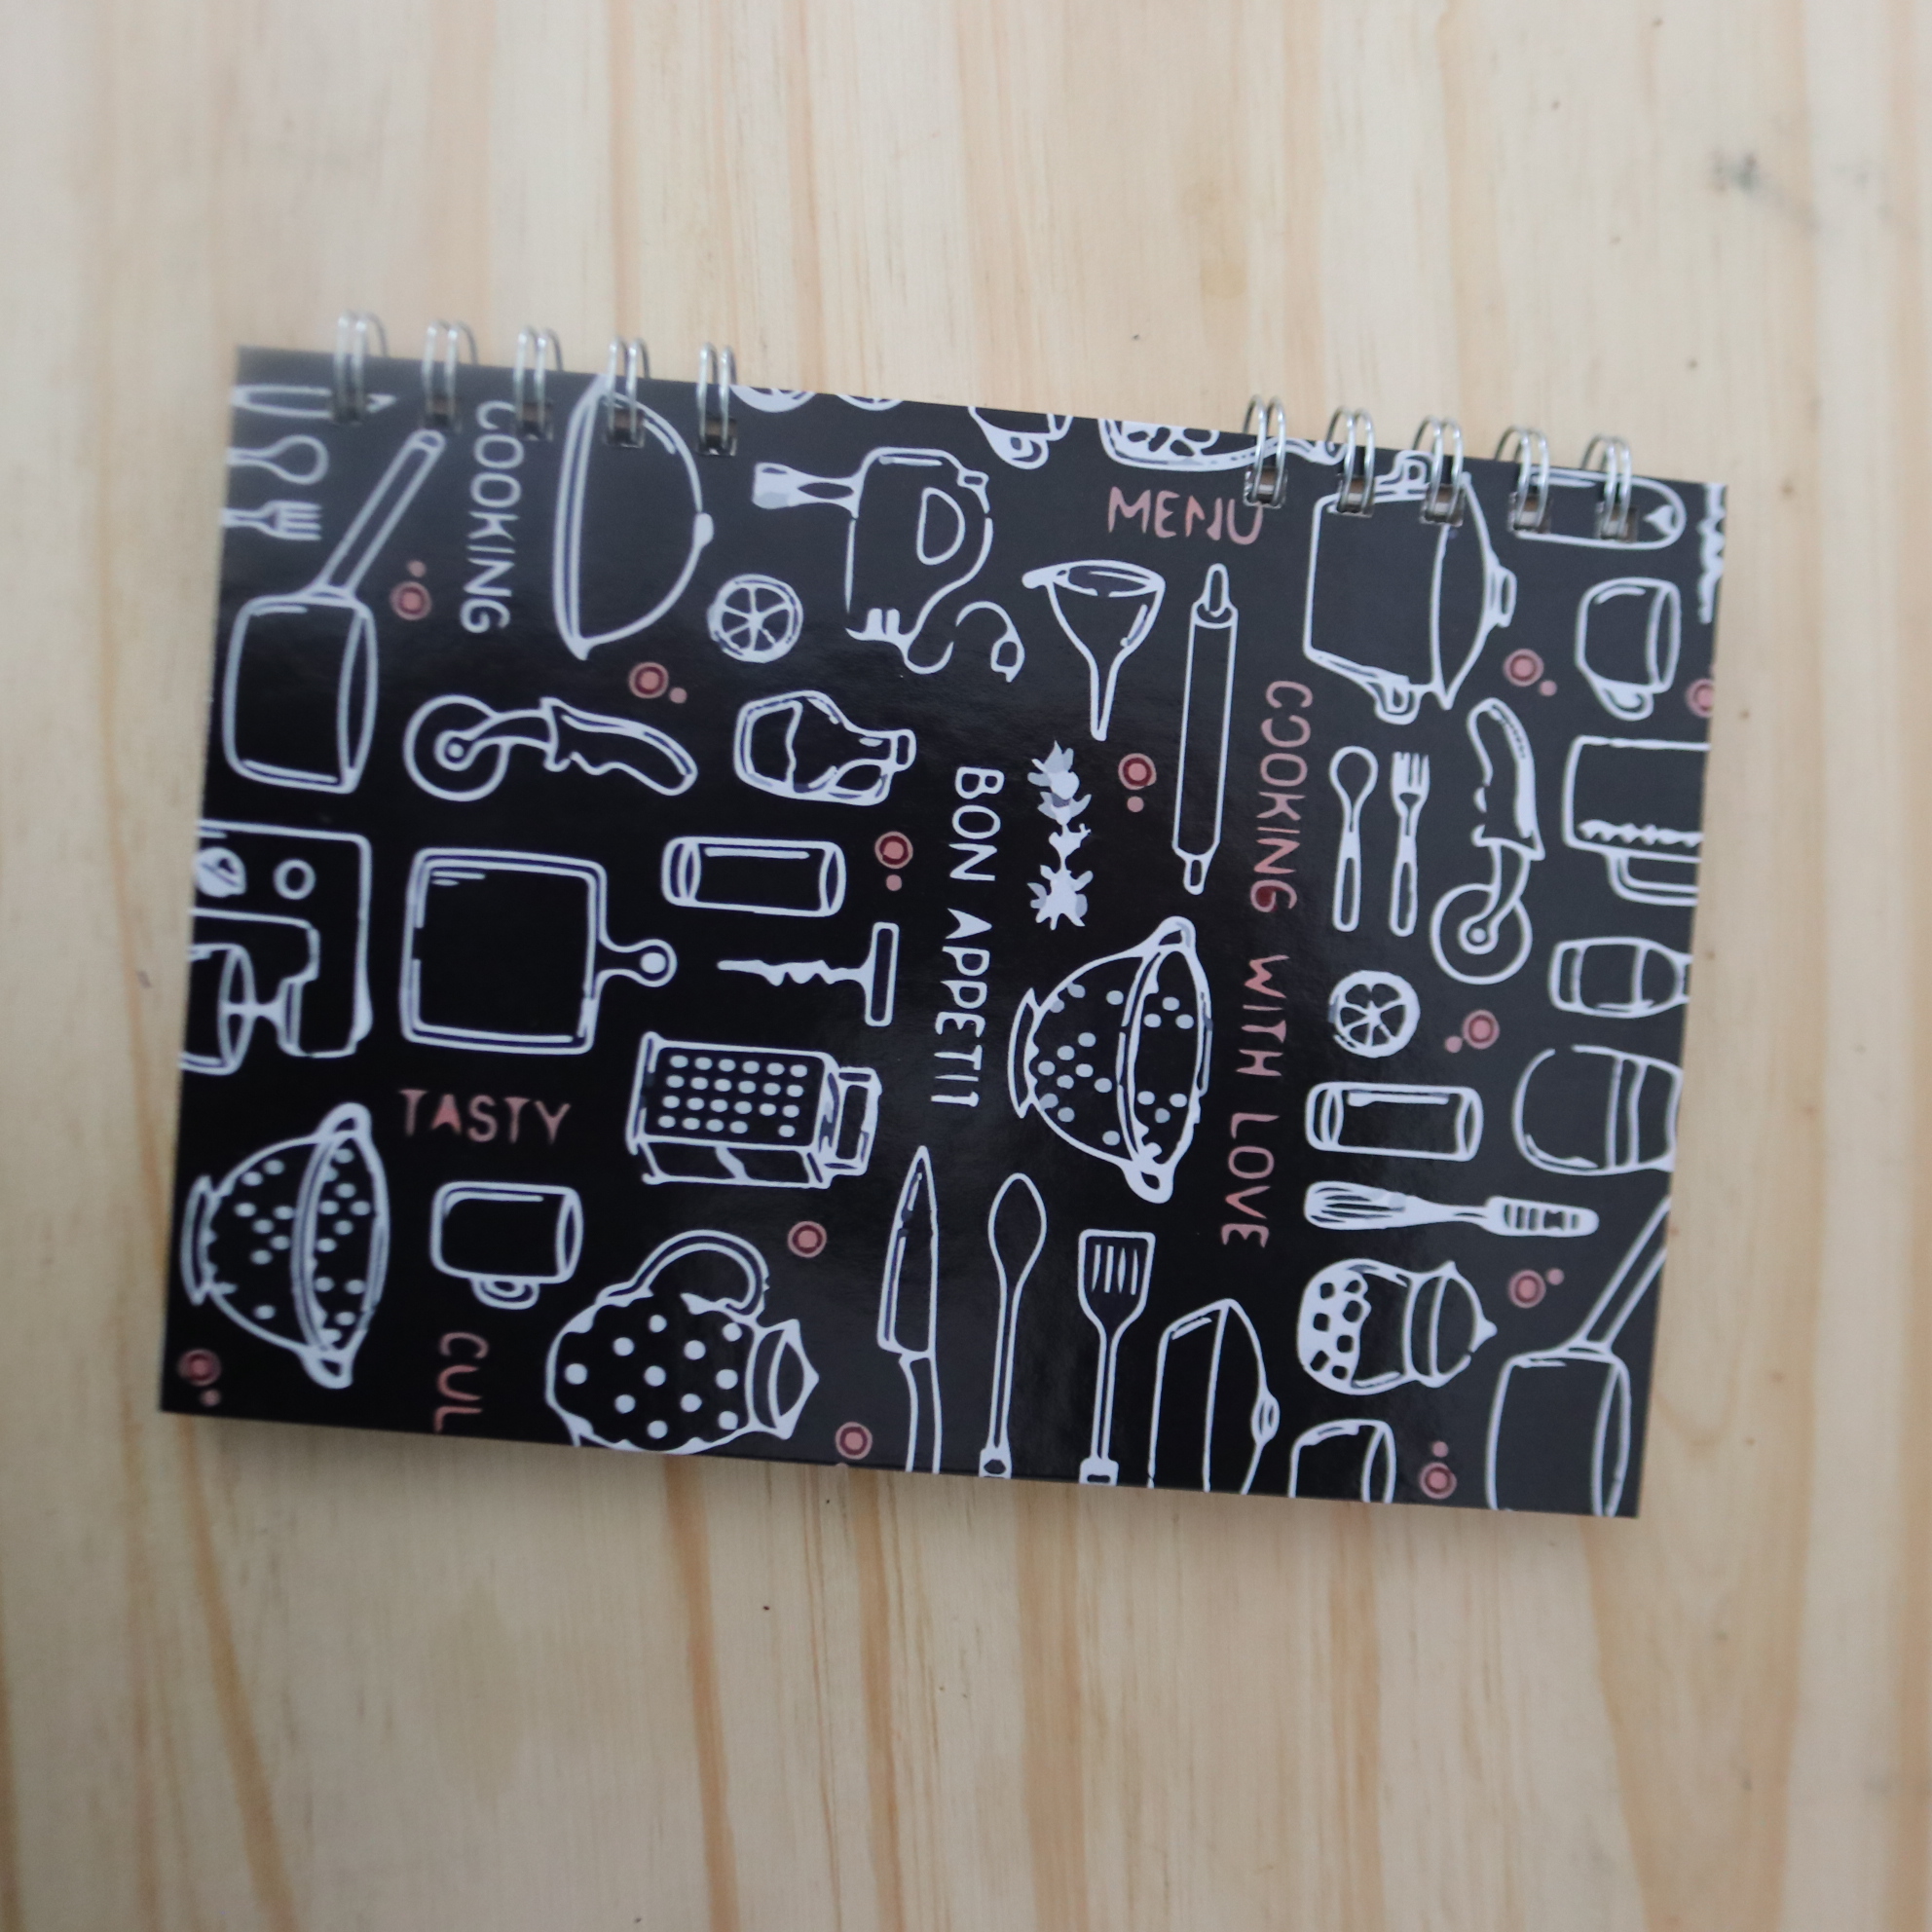 COOKING WITH LOVE
MENU
BON APPETIT
COOKING
TASTY
CUL